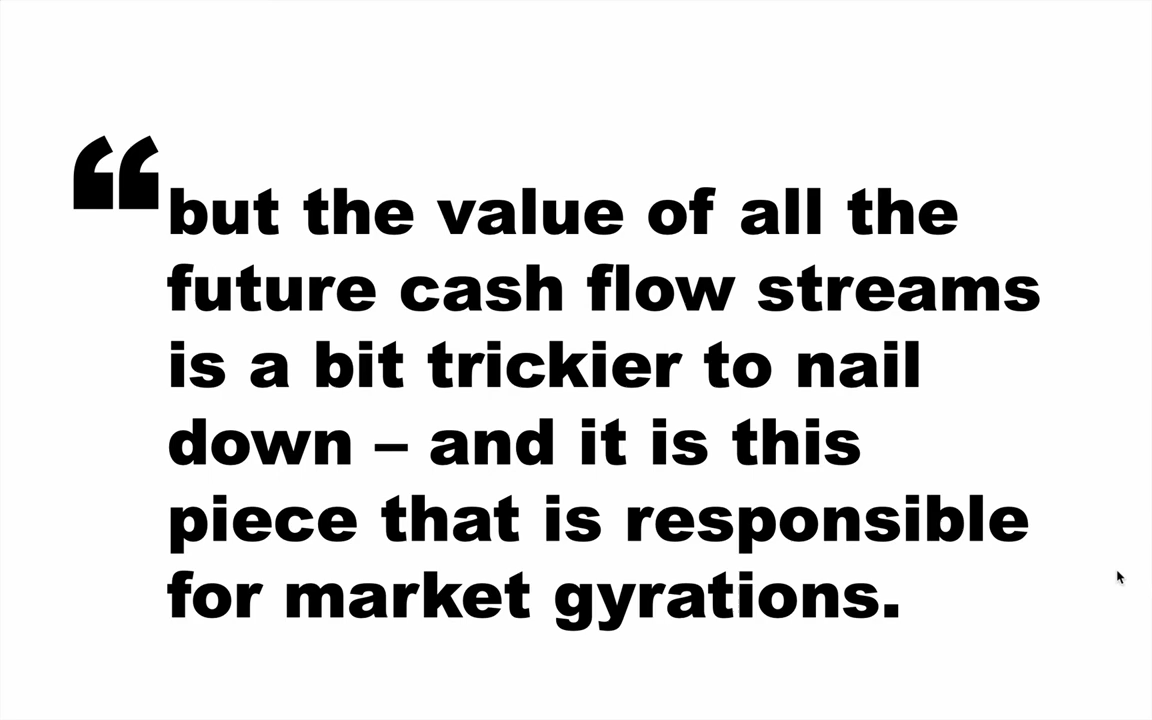 “but the value of all the
future cash flow streams
is a bit trickier to nail
down – and it is this
piece that is responsible
for market gyrations.